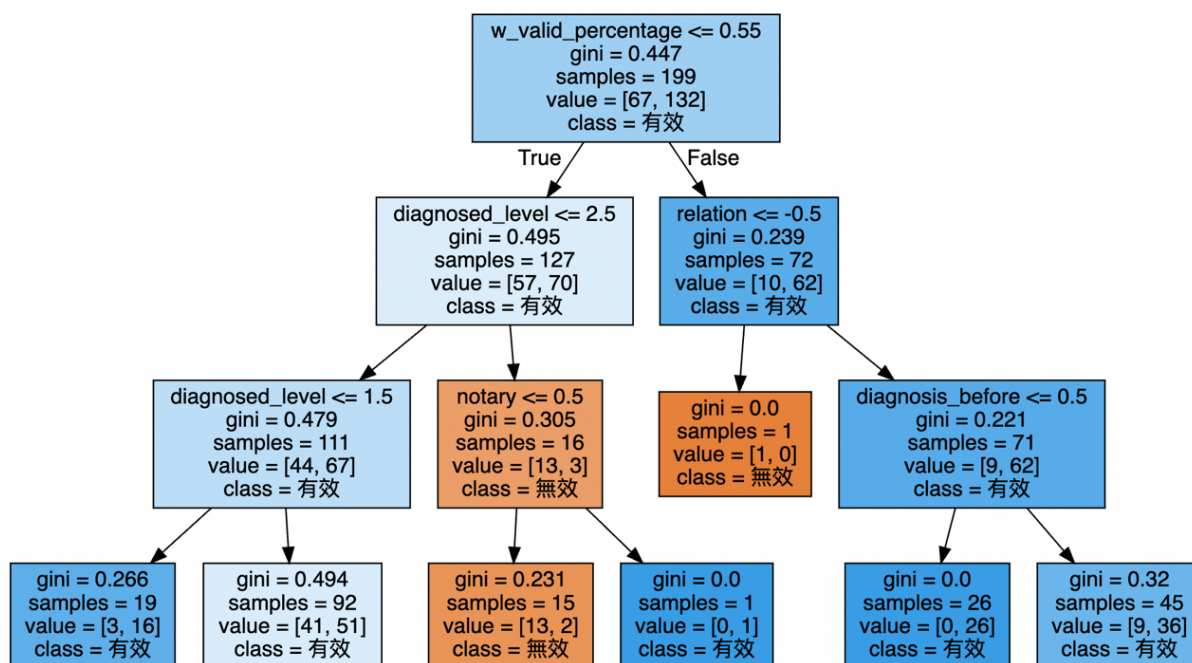 w_valid_percentage <= 0.55
gini = 0.447
samples = 199
value = [67, 132]
class = 有效
True
False
diagnosed_level <= 2.5
gini = 0.495
samples = 127
value = [57, 70]
class = 有效
relation <= -0.5
gini = 0.239
samples = 72
value = [10, 62]
class = 有效
diagnosed_level <= 1.5
gini = 0.479
samples = 111
value = [44, 67]
class = 有效
notary <= 0.5
gini = 0.305
samples = 16
value = [13, 3]
class = 無效
gini = 0.0
samples = 1
value = [1, 0]
class = 無效
diagnosis_before <= 0.5
gini = 0.221
samples = 71
value = [9, 62]
class = 有效
gini = 0.266
samples = 19
value = [3, 16]
class = 有效
gini = 0.494
samples = 92
value = [41, 51]
class = 有效
gini = 0.231
samples = 15
value = [13, 2]
class = 無效
gini = 0.0
samples = 1
value = [0, 1]
class = 有效
gini = 0.0
samples = 26
value = [0, 26]
class = 有效
gini = 0.32
samples = 45
value = [9, 36]
class = 有效